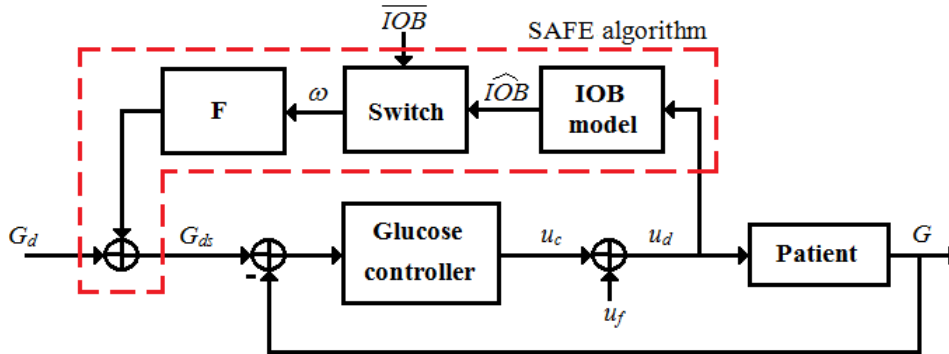 IOB
SAFE algorithm
F
ω
Switch
IOB
IOB
model
G_d
G_ds
-
Glucose
controller
u_c
u_d
u_f
Patient
G